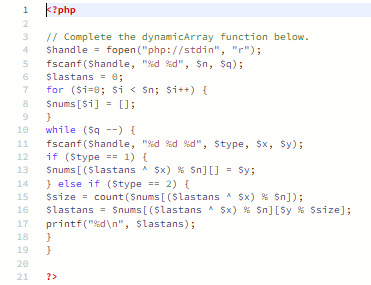 1 <?php
2
3 // Complete the dynamicArray function below.
4 $handle = fopen("php://stdin", "r");
5 fscanf($handle, "%d %d", $n, $q);
6 $lastans = 0;
7 for ($i=0; $i < $n; $i++) {
8 $nums[$i] = [];
9 }
10 while ($q --) {
11 fscanf($handle, "%d %d %d", $type, $x, $y);
12 if ($type == 1) {
13 $nums[($lastans ^ $x) % $n][] = $y;
14 } else if ($type == 2) {
15 $size = count($nums[($lastans ^ $x) % $n]);
16 $lastans = $nums[($lastans ^ $x) % $n][$y % $size];
17 printf("%d\n", $lastans);
18 }
19 }
20
21 ?>